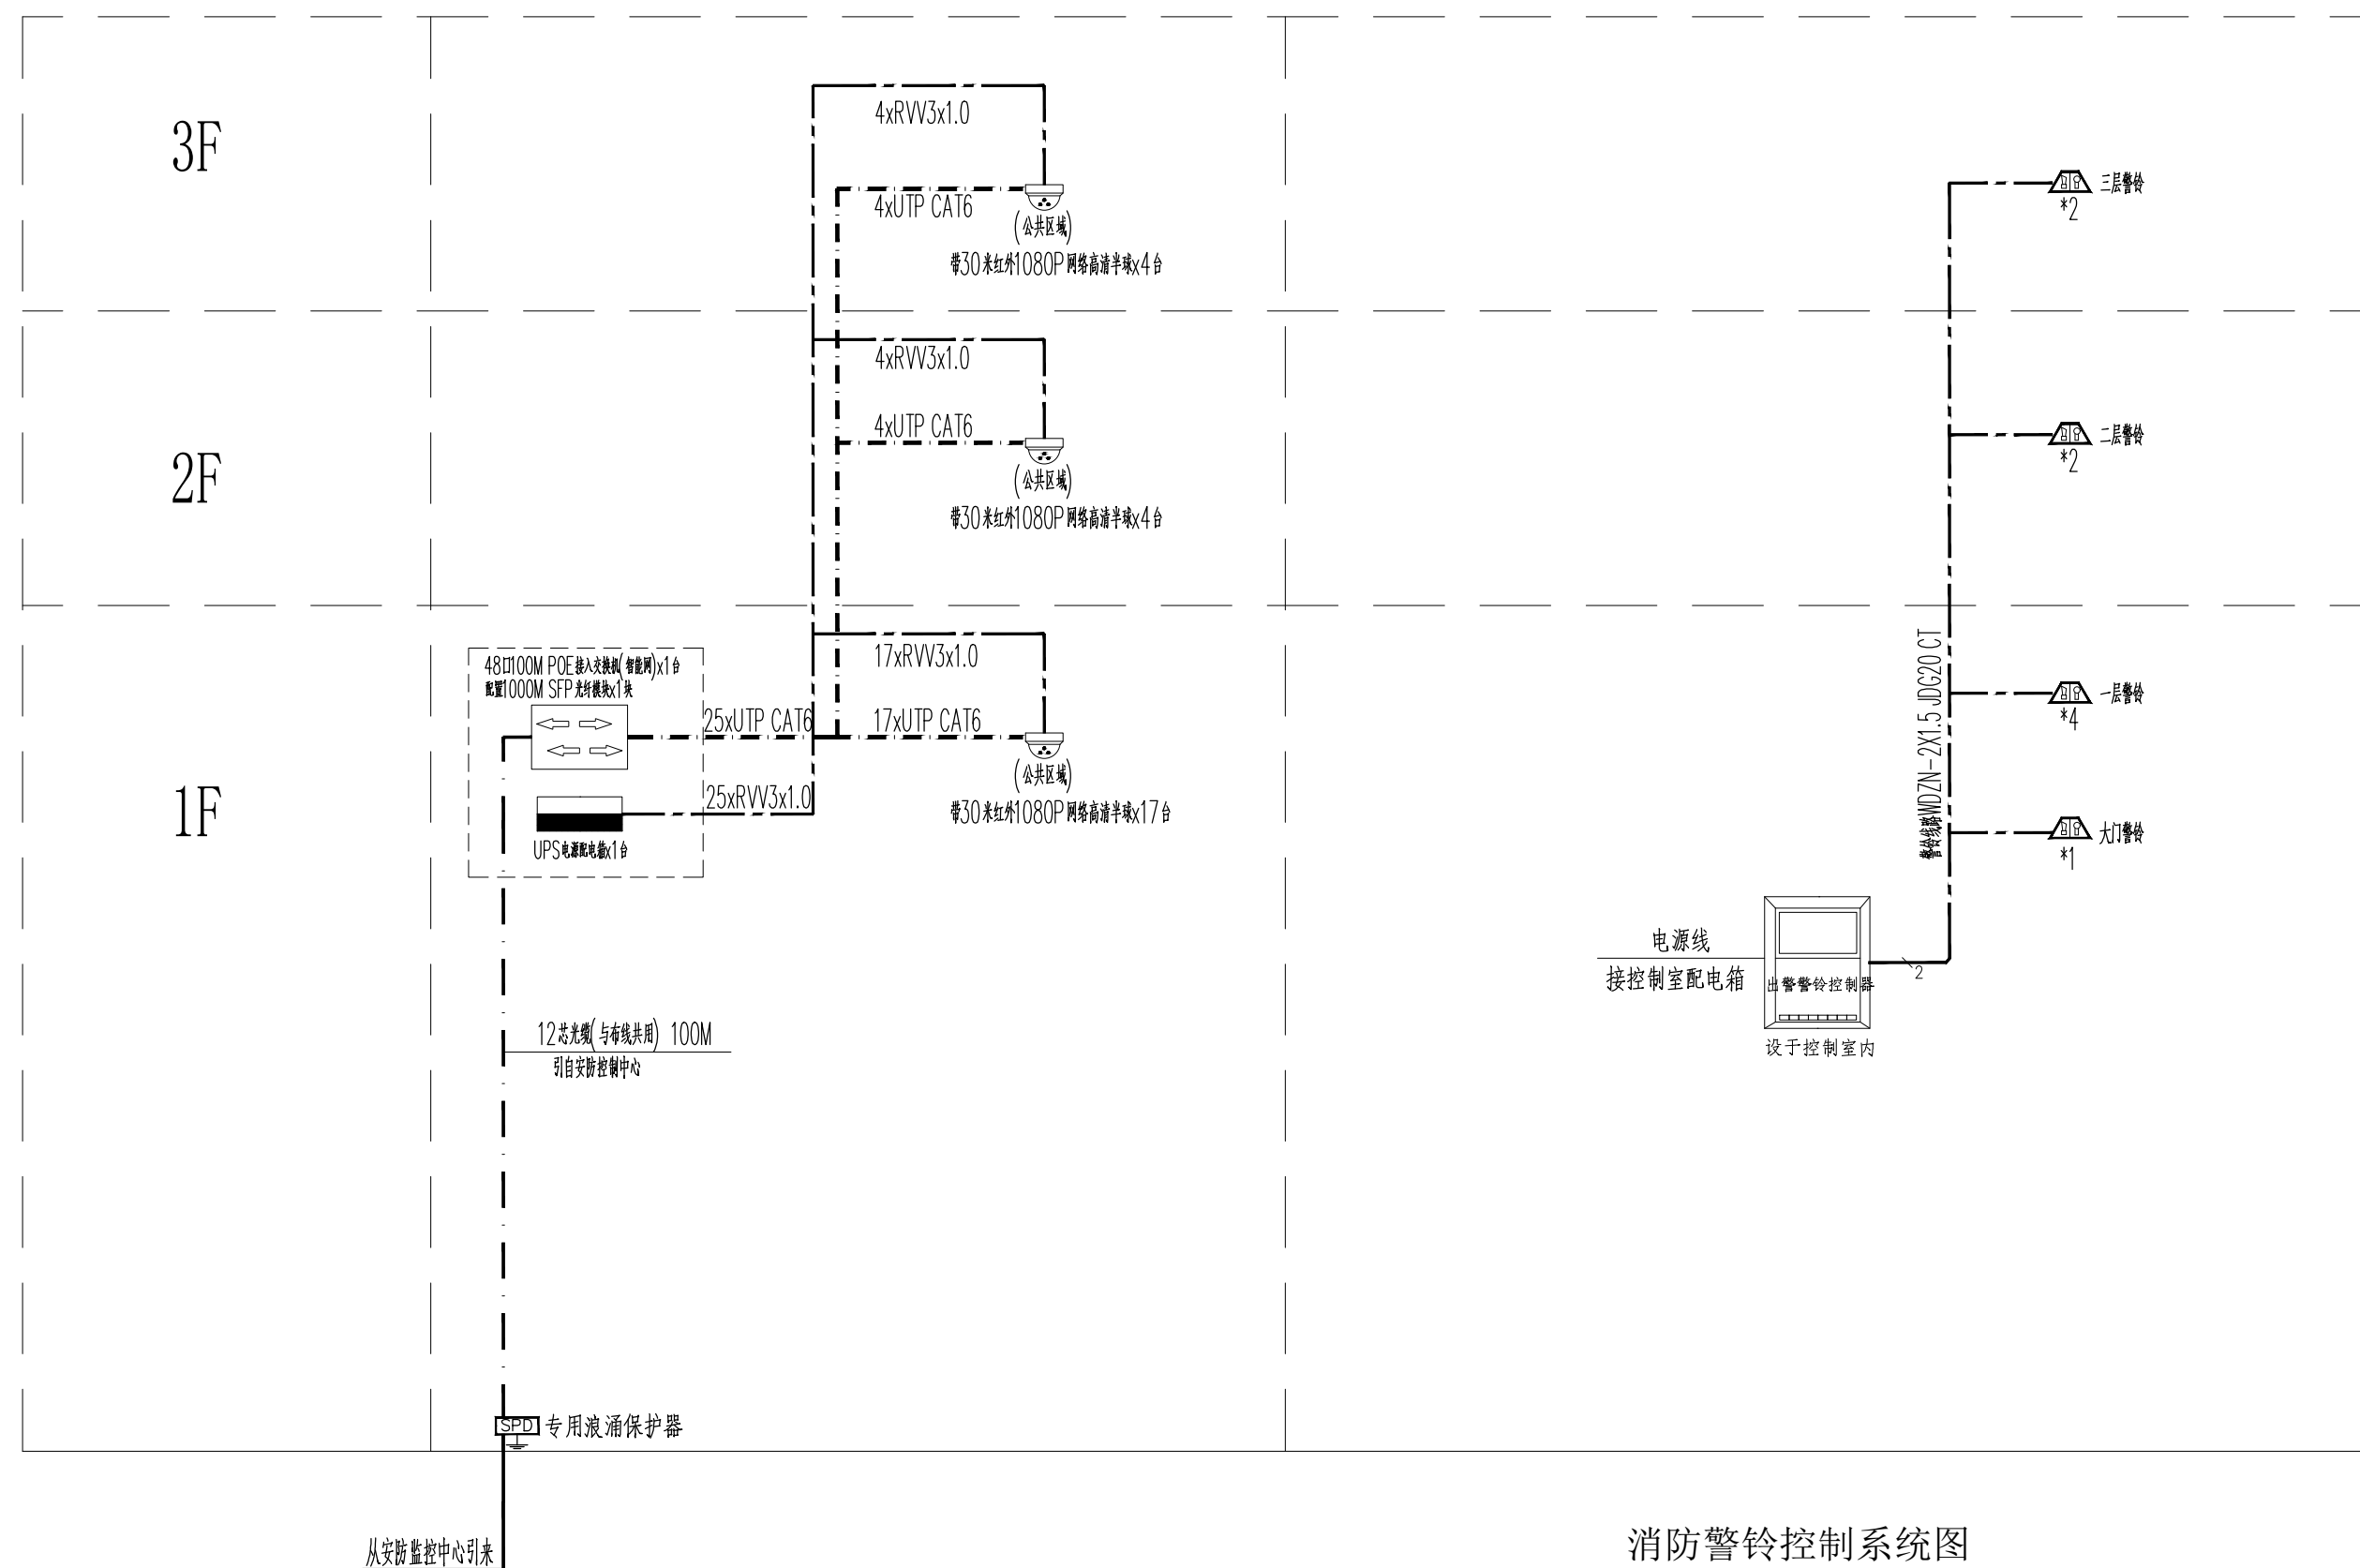 3F
4xRVV3x1.0
4xUTP CAT6
(公共区域)
带30米红外1080P网络高清半球x4台
三层警铃
*2
2F
4xRVV3x1.0
4xUTP CAT6
(公共区域)
带30米红外1080P网络高清半球x4台
二层警铃
*2
1F
48口100M POE接入交换机(智能网)x1台
配置1000M SFP光纤模块x1块
25xUTP CAT6
25xRVV3x1.0
UPS电源配电箱x1台
17xRVV3x1.0
17xUTP CAT6
(公共区域)
带30米红外1080P网络高清半球x17台
警铃线路WDZN-2X1.5 JDG20 CT
一层警铃
*4
大门警铃
*1
电源线
接控制室配电箱
出警警铃控制器
2
设于控制室内
12芯光缆(与布线共用) 100M
引自安防控制中心
SPD
专用浪涌保护器
从安防监控中心引来
消防警铃控制系统图